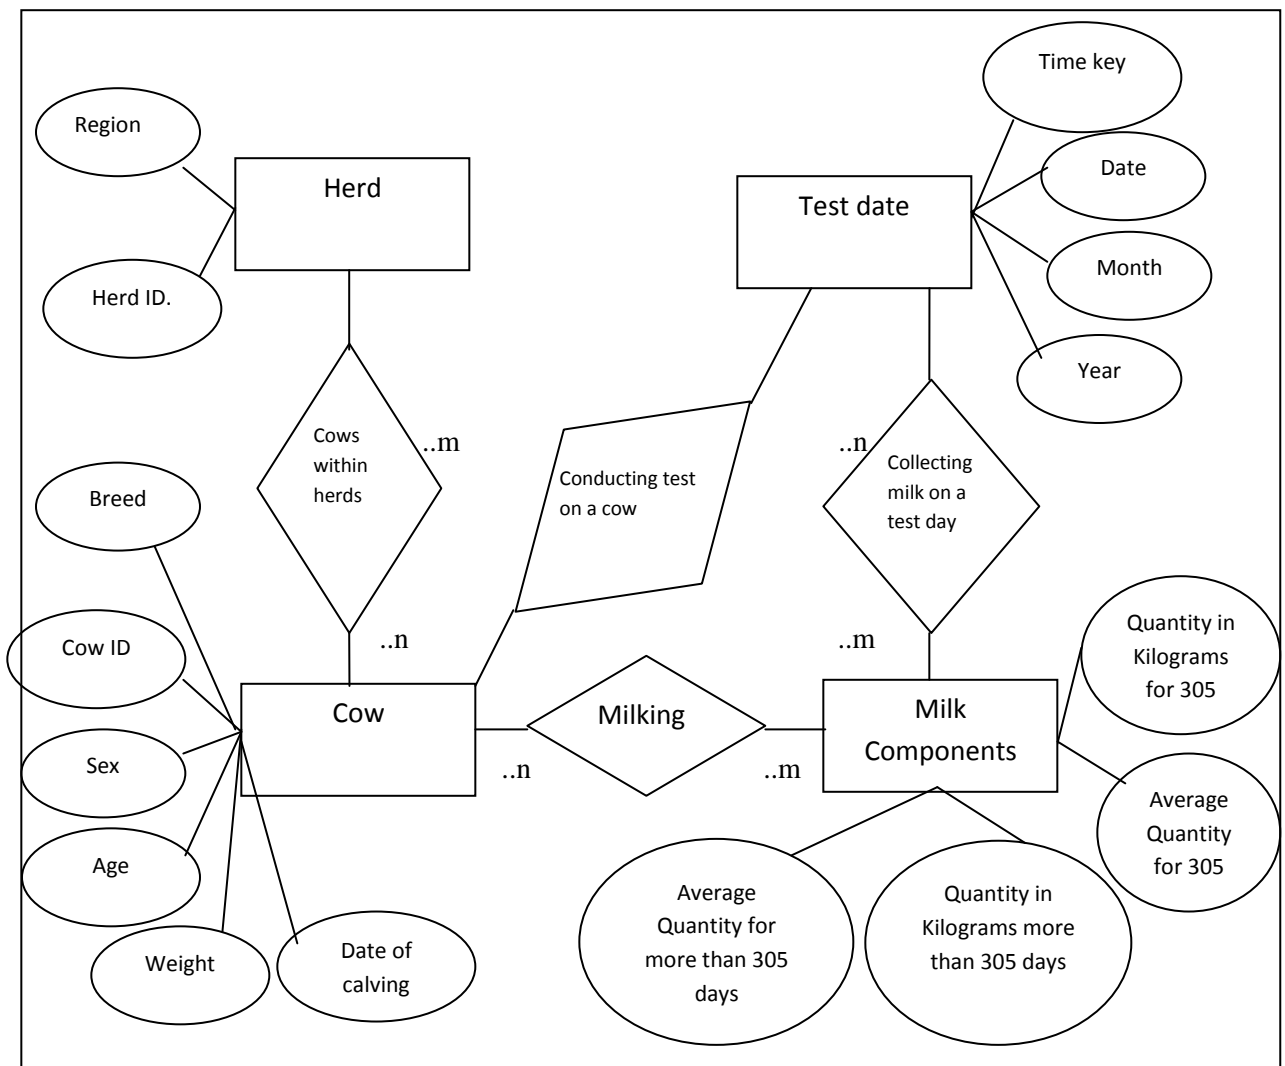 Time key
Region
Date
Herd
Test date
Month
Herd ID.
Year
Cows
within
herds
..m
..n
Collecting
milk on a
test day
Conducting test
on a cow
Breed
..n
..m
Cow ID
Quantity in
Kilograms
for 305
Cow
Milking
Milk
Components
Sex
..n
..m
Average
Quantity
for 305
Age
Average
Quantity for
more than 305
days
Quantity in
Kilograms more
than 305 days
Weight
Date of
calving